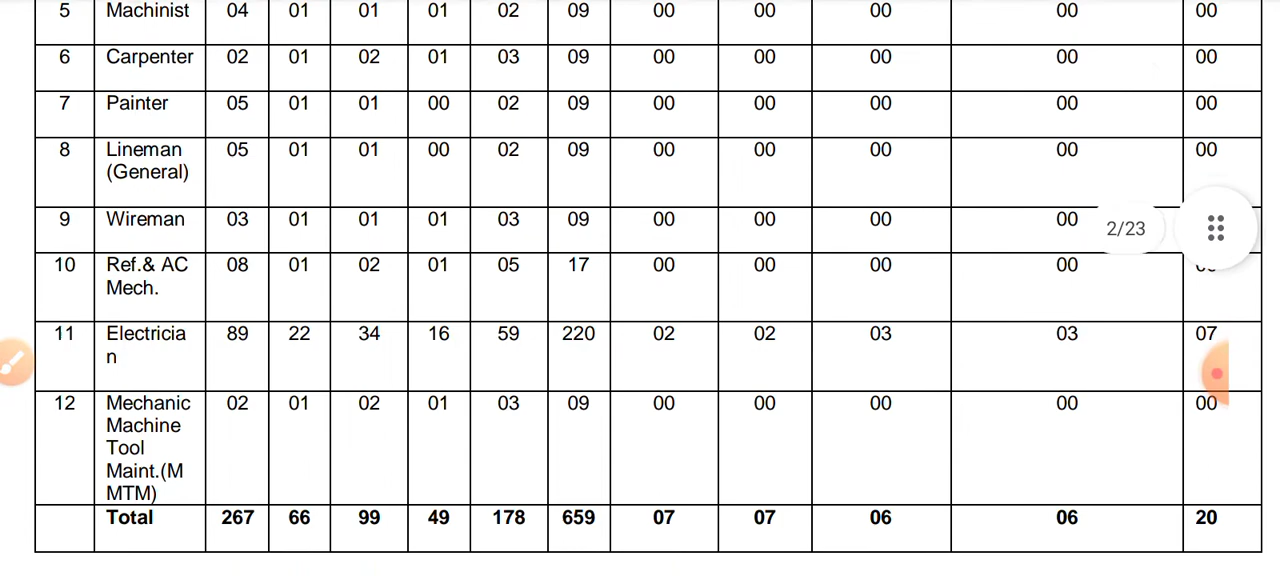 5 Machinist 04 01 01 01 02 09 00 00 00 00 00
6 Carpenter 02 01 02 01 03 09 00 00 00 00 00
7 Painter 05 01 01 00 02 09 00 00 00 00 00
8 Lineman 05 01 01 00 02 09 00 00 00 00 00
(General)
9 Wireman 03 01 01 01 03 09 00 00 00 00
2/23
10 Ref.& AC 08 01 02 01 05 17 00 00 00 00
Mech.
11 Electricia 89 22 34 16 59 220 02 02 03 03 07
n
12 Mechanic 02 01 02 01 03 09 00 00 00 00 00
Machine
Tool
Maint.(M
MTM)
Total 267 66 99 49 178 659 07 07 06 06 20